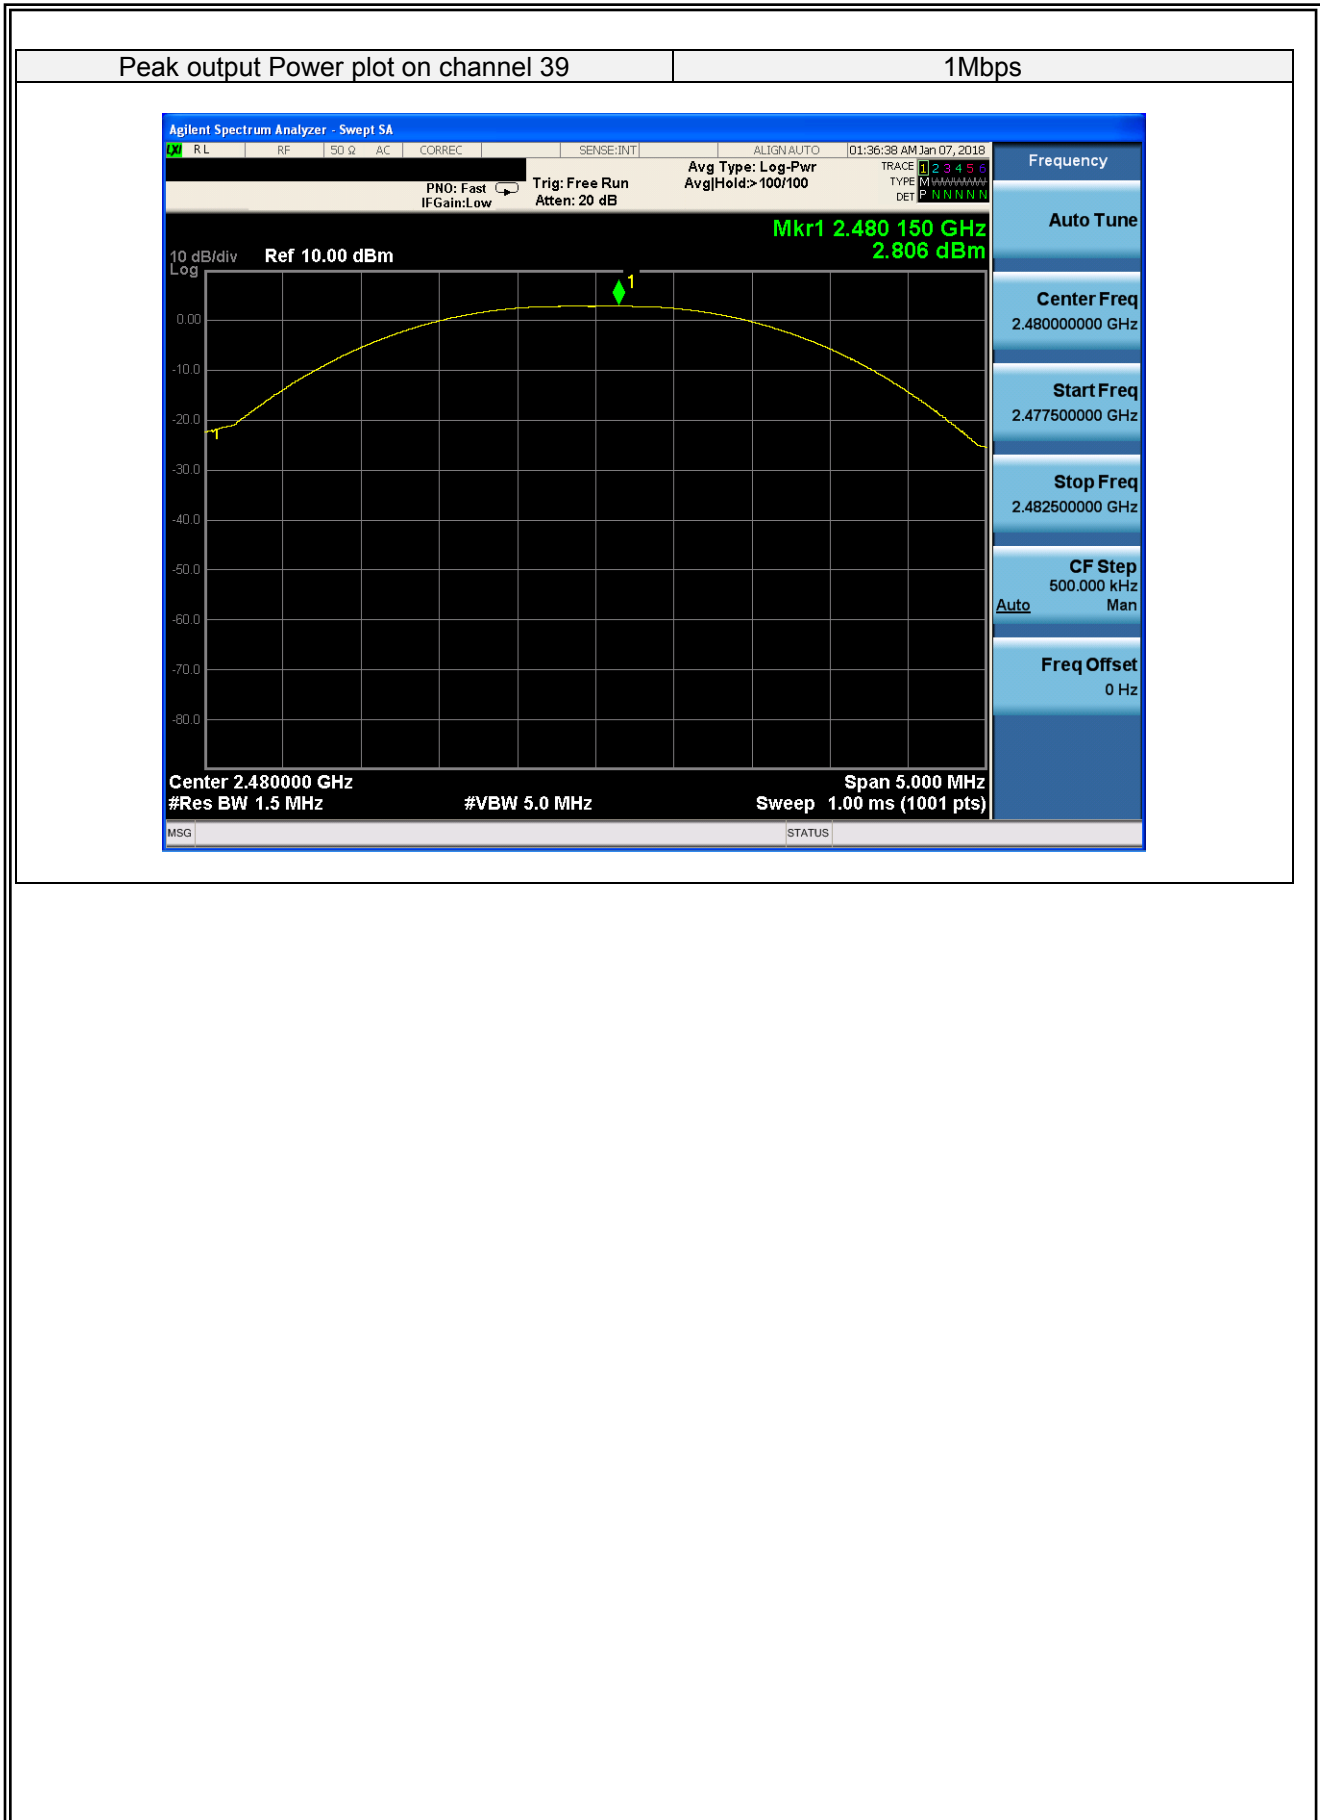 Peak output Power plot on channel 39 1Mbps
Agilent Spectrum Analyzer - Swept SA
LXI RL RF 50 Ω AC CORREC SENSE:INT ALIGN AUTO 01:36:38 AM Jan 07, 2018
Frequency
PNO: Fast
IFGain:Low
Trig: Free Run
Atten: 20 dB
Avg Type: Log-Pwr
Avg|Hold:>100/100
TRACE 1 2 3 4 5 6
TYPE M
DET P N N N N N
Mkr1 2.480 150 GHz
2.806 dBm
10 dB/div Ref 10.00 dBm
Log
1
0.00
-10.0
-20.0
-30.0
-40.0
-50.0
-60.0
-70.0
-80.0
1
Center 2.480000 GHz Span 5.000 MHz
#Res BW 1.5 MHz #VBW 5.0 MHz Sweep 1.00 ms (1001 pts)
MSG STATUS
Auto Tune
Center Freq
2.480000000 GHz
Start Freq
2.477500000 GHz
Stop Freq
2.482500000 GHz
CF Step
500.000 kHz
Auto Man
Freq Offset
0 Hz